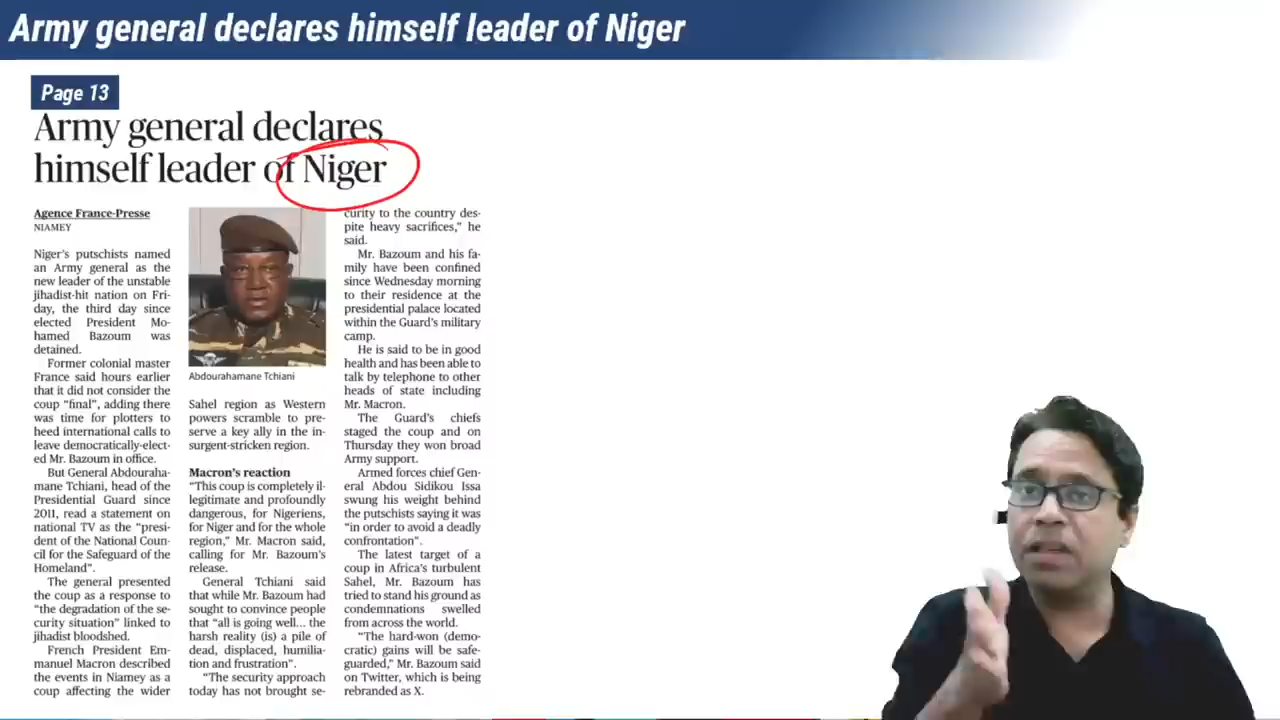 Army general declares himself leader of Niger
Page 13
Army general declares
himself leader of Niger
Agence France-Presse
NIAMEY
Niger's putschists named
an Army general as the
new leader of the unstable
jihadist-hit nation on Fri-
day, the third day since
elected President Mo-
hamed Bazoum was
detained.
Former colonial master
France said hours earlier
that it did not consider the
coup “final”, adding there
was time for plotters to
heed international calls to
leave democratically-elect-
ed Mr. Bazoum in office.
But General Abdouraha-
mane Tchiani, head of the
Presidential Guard since
2011, read a statement on
national TV as the “presi-
dent of the National Coun-
cil for the Safeguard of the
Homeland”.
The general presented
the coup as a response to
“the degradation of the se-
curity situation” linked to
jihadist bloodshed.
French President Em-
manuel Macron described
the events in Niamey as a
coup affecting the wider
Abdourahamane Tchiani
Sahel region as Western
powers scramble to pre-
serve a key ally in the in-
surgent-stricken region.
Macron's reaction
“This coup is completely il-
legitimate and profoundly
dangerous, for Nigeriens,
for Niger and for the whole
region,” Mr. Macron said,
calling for Mr. Bazoum's
release.
General Tchiani said
that while Mr. Bazoum had
sought to convince people
that “all is going well... the
harsh reality (is) a pile of
dead, displaced, humilia-
tion and frustration”.
“The security approach
today has not brought se-
curity to the country des-
pite heavy sacrifices,” he
said.
Mr. Bazoum and his fa-
mily have been confined
since Wednesday morning
to their residence at the
presidential palace located
within the Guard's military
camp.
He is said to be in good
health and has been able to
talk by telephone to other
heads of state including
Mr. Macron.
The Guard's chiefs
staged the coup and on
Thursday they won broad
Army support.
Armed forces chief Gen-
eral Abdou Sidikou Issa
swung his weight behind
the putschists saying it was
“in order to avoid a deadly
confrontation”.
The latest target of a
coup in Africa's turbulent
Sahel, Mr. Bazoum has
tried to stand his ground as
condemnations swelled
from across the world.
“The hard-won (demo-
cratic) gains will be safe-
guarded,” Mr. Bazoum said
on Twitter, which is being
rebranded as X.